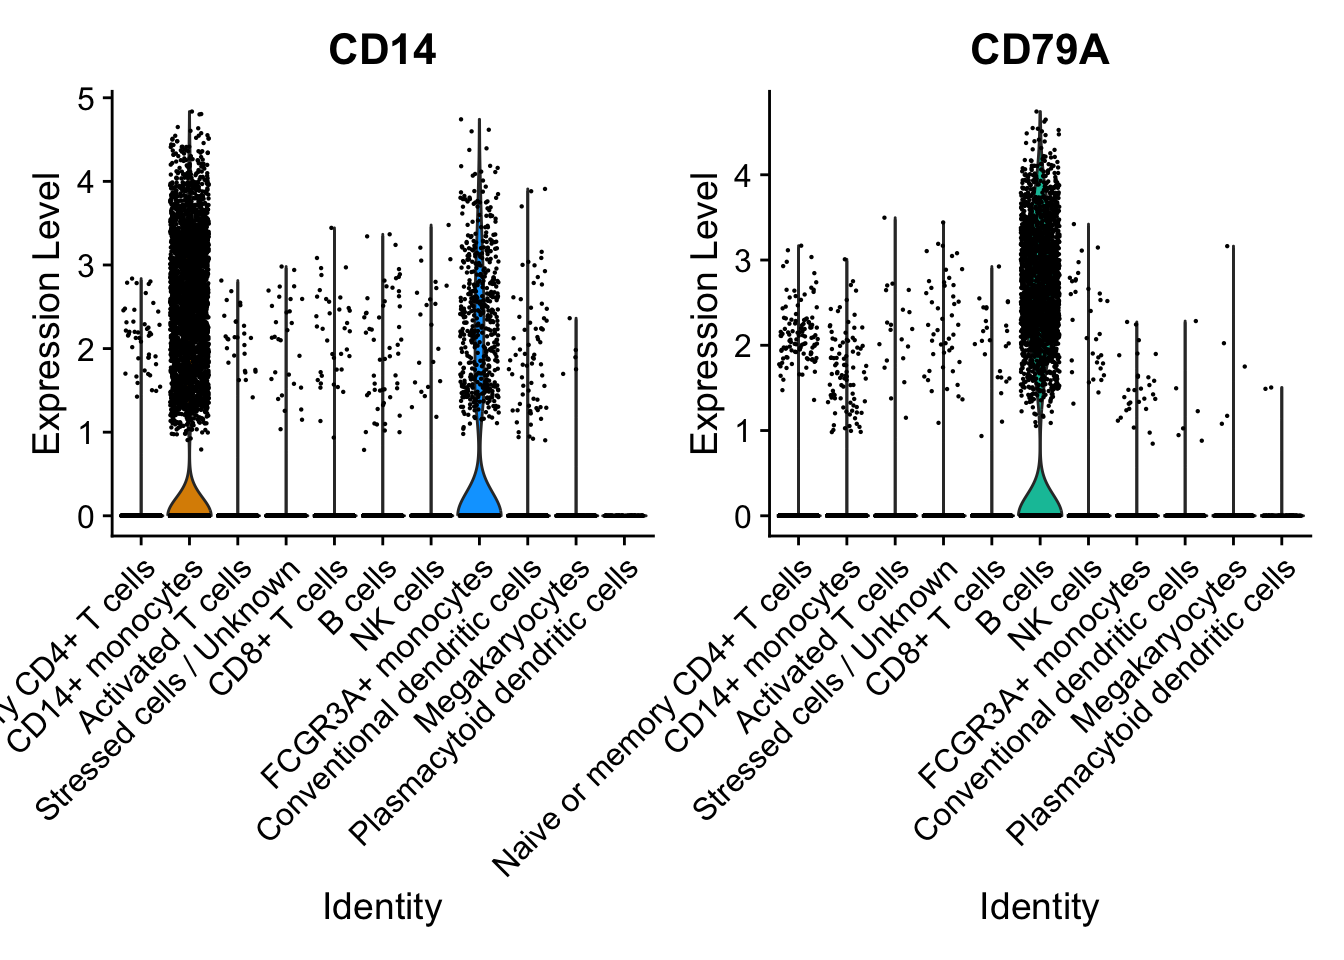 CD14
CD79A
Expression Level
5
4
3
2
1
0
ry CD4+ T cells
CD14+ monocytes
Activated T cells
Stressed cells / Unknown
CD8+ T cells
B cells
NK cells
FCGR3A+ monocytes
Conventional dendritic cells
Megakaryocytes
Plasmacytoid dendritic cells
Identity
Expression Level
4
3
2
1
0
Naive or memory CD4+ T cells
CD14+ monocytes
Activated T cells
Stressed cells / Unknown
CD8+ T cells
B cells
NK cells
FCGR3A+ monocytes
Conventional dendritic cells
Megakaryocytes
Plasmacytoid dendritic cells
Identity